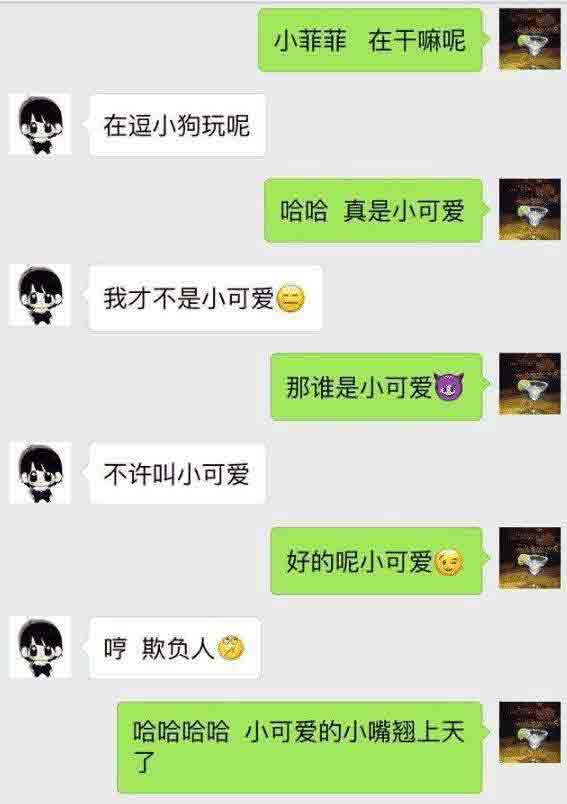 小菲菲 在干嘛呢
在逗小狗玩呢
哈哈 真是小可爱
我才不是小可爱😑
那谁是小可爱😈
不许叫小可爱
好的呢小可爱😉
哼 欺负人🤔
哈哈哈哈 小可爱的小嘴翘上天
了